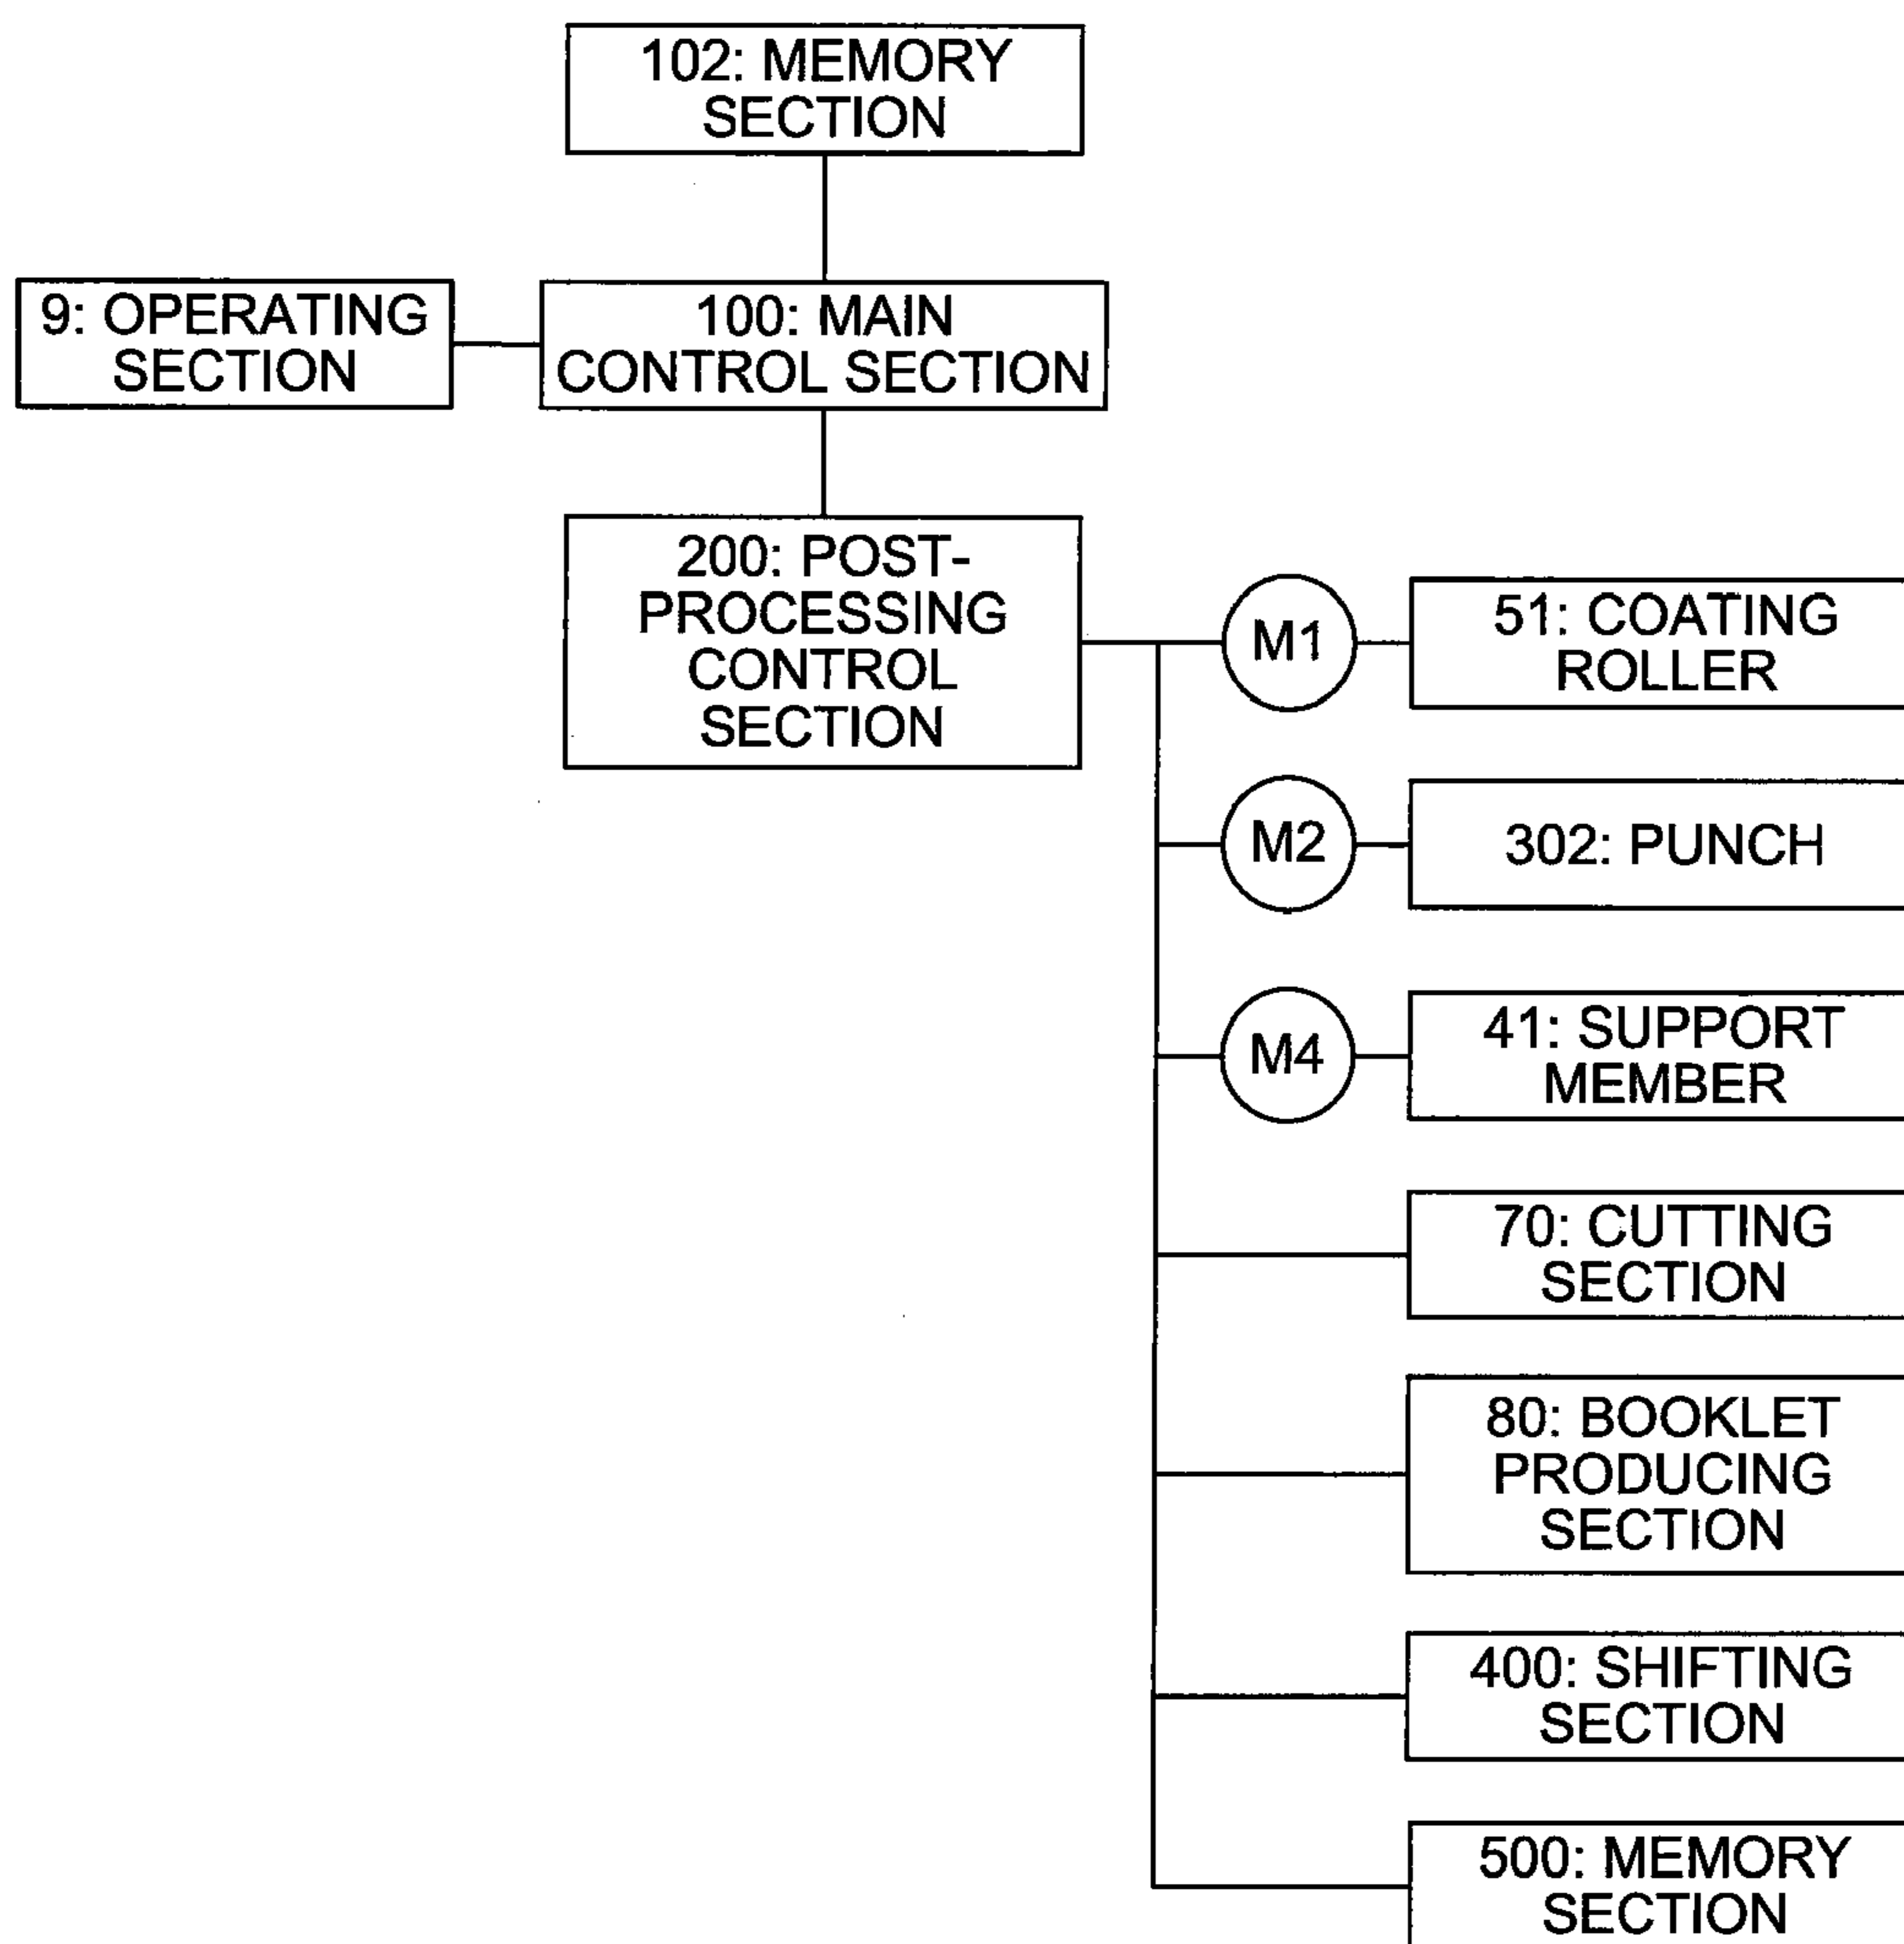 102: MEMORY
SECTION
9: OPERATING
SECTION
100: MAIN
CONTROL SECTION
200: POST-
PROCESSING
CONTROL
SECTION
M1
51: COATING
ROLLER
M2
302: PUNCH
M4
41: SUPPORT
MEMBER
70: CUTTING
SECTION
80: BOOKLET
PRODUCING
SECTION
400: SHIFTING
SECTION
500: MEMORY
SECTION